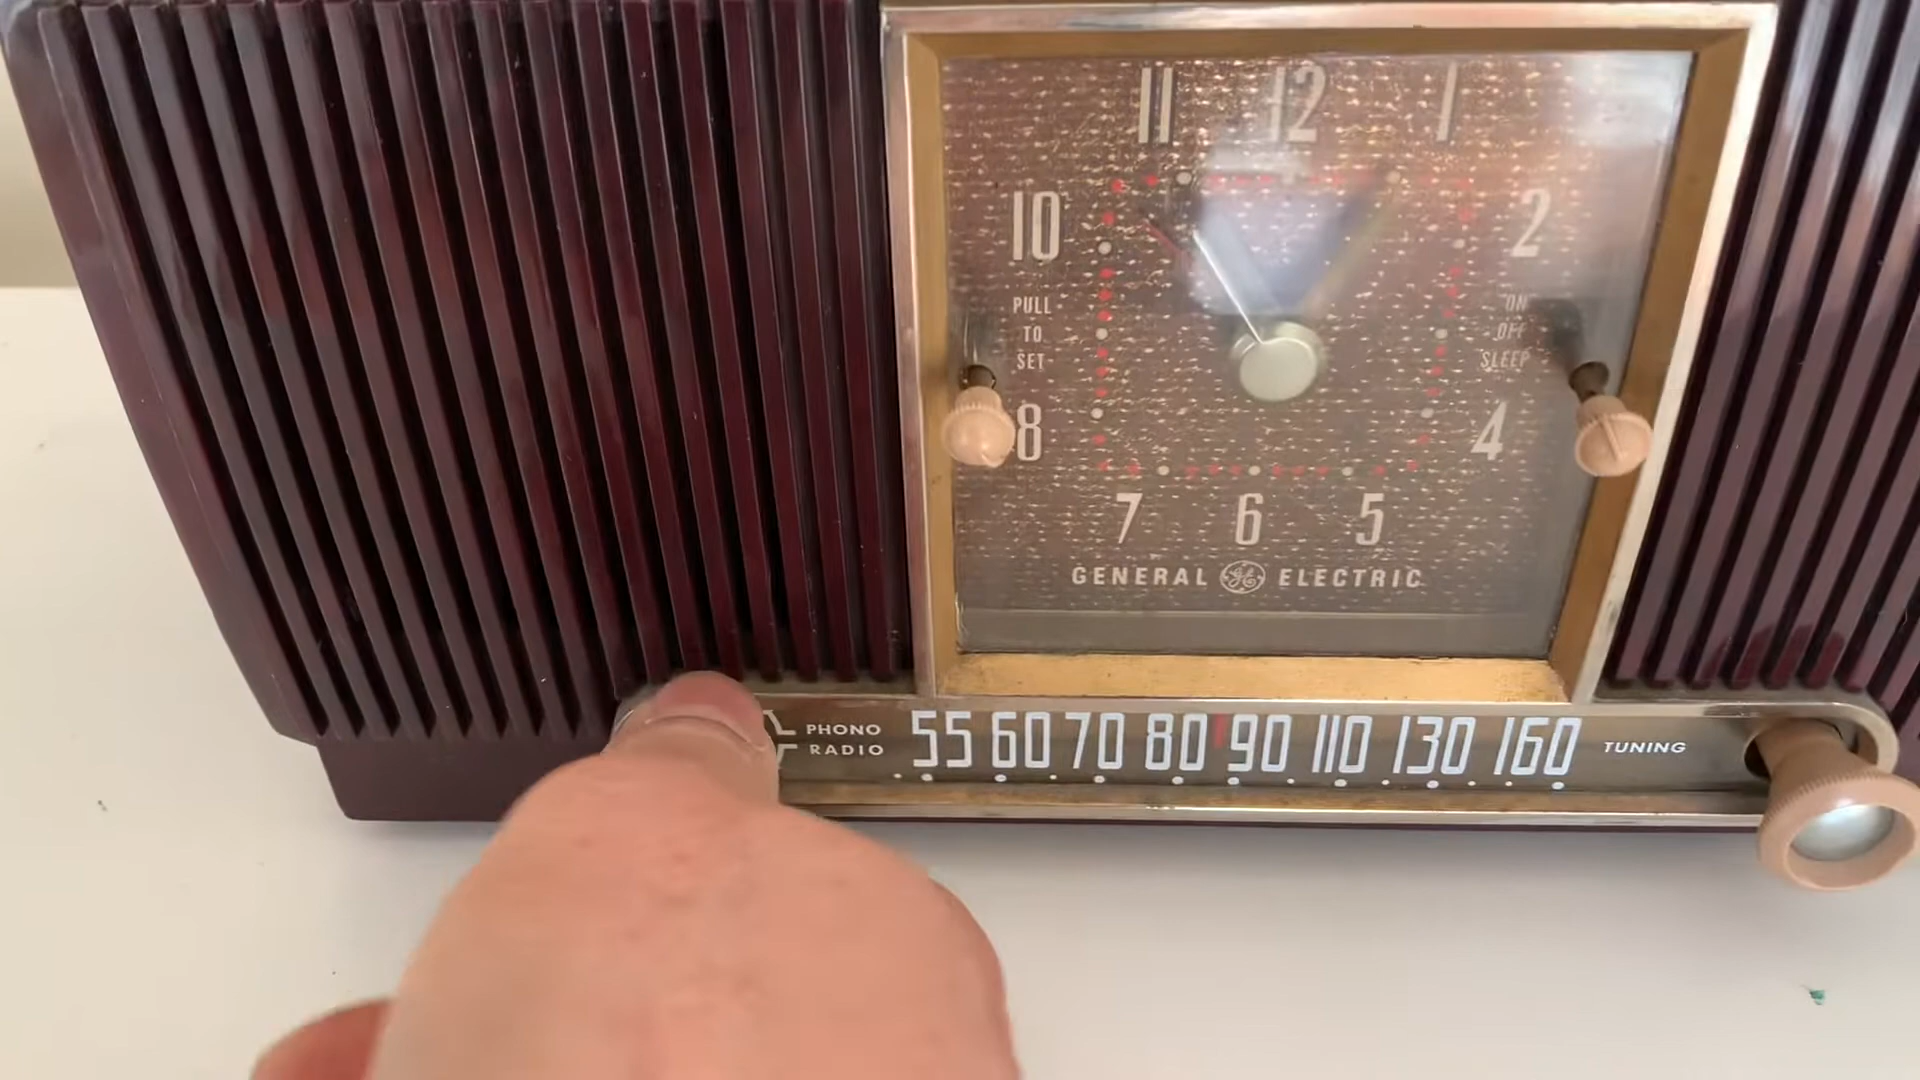 11 12 1
10 2
PULL
TO
SET
ON
OFF
SLEEP
8 4
7 6 5
GENERAL GE ELECTRIC
PHONO
RADIO
55 60 70 80 90 110 130 160
TUNING